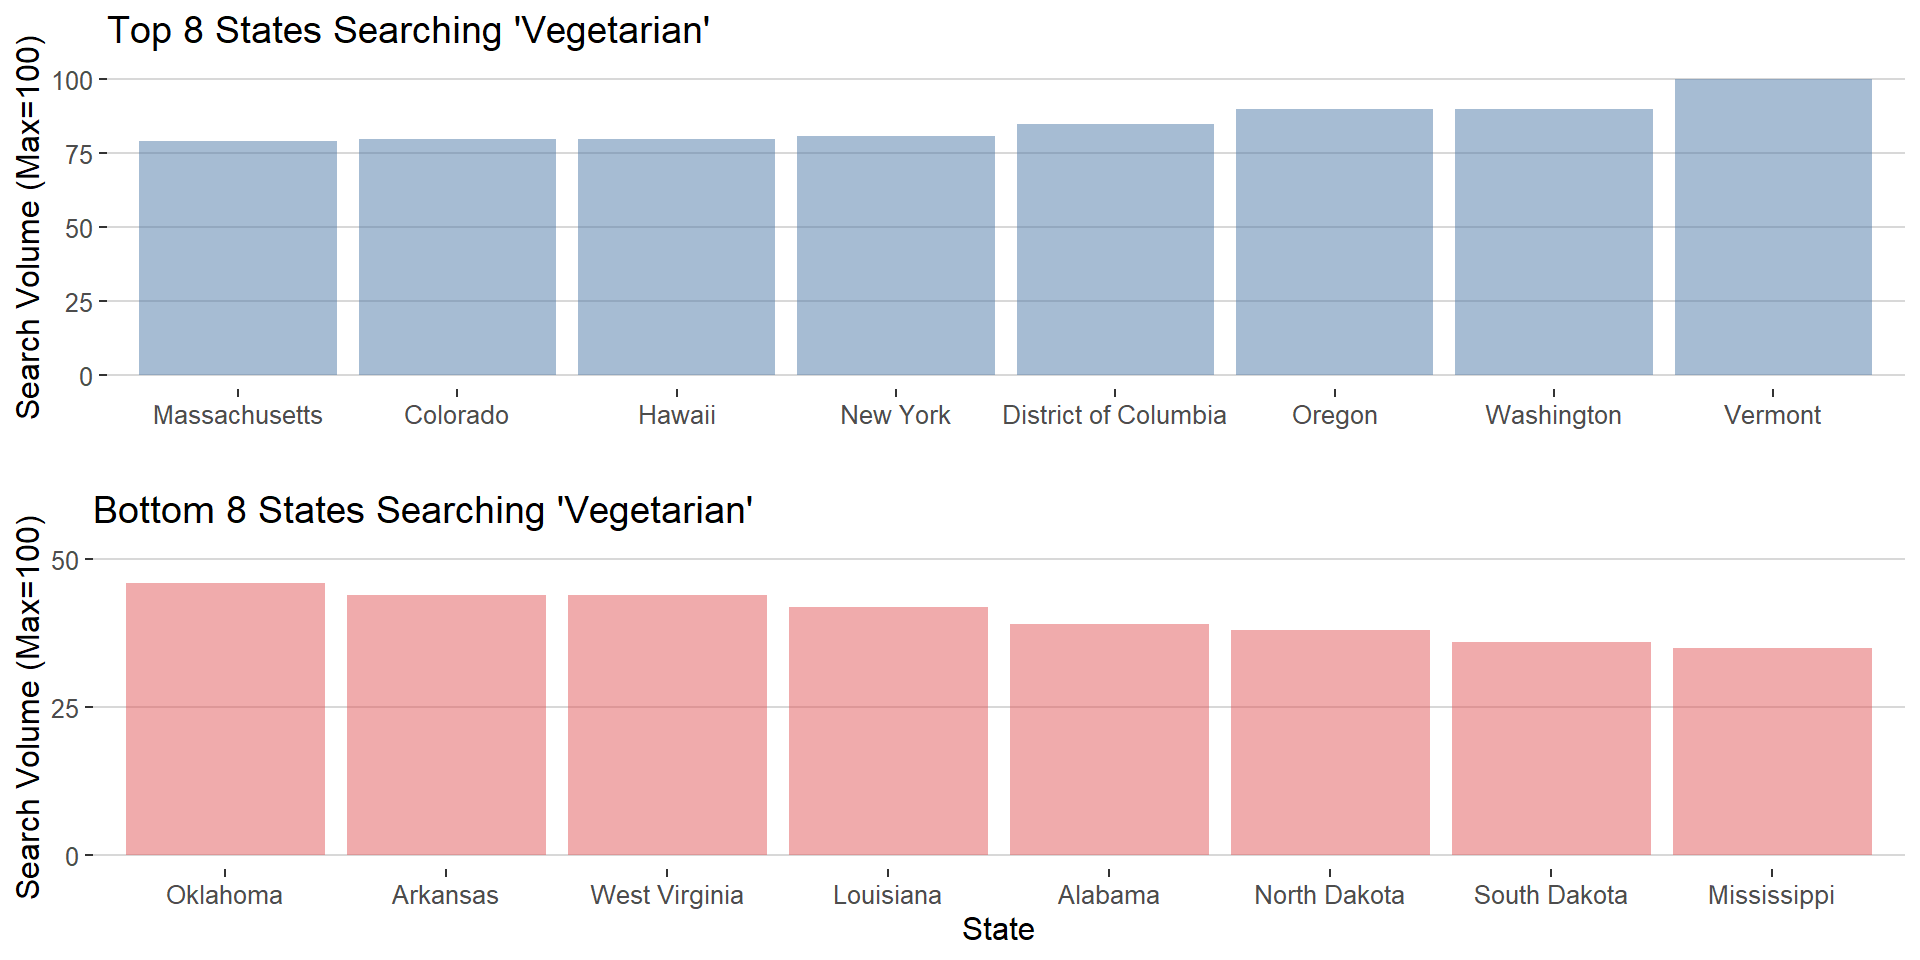 Top 8 States Searching 'Vegetarian'
Search Volume (Max=100)
100
75
50
25
0
Massachusetts Colorado Hawaii New York District of Columbia Oregon Washington Vermont
Bottom 8 States Searching 'Vegetarian'
Search Volume (Max=100)
50
25
0
Oklahoma Arkansas West Virginia Louisiana Alabama North Dakota South Dakota Mississippi
State